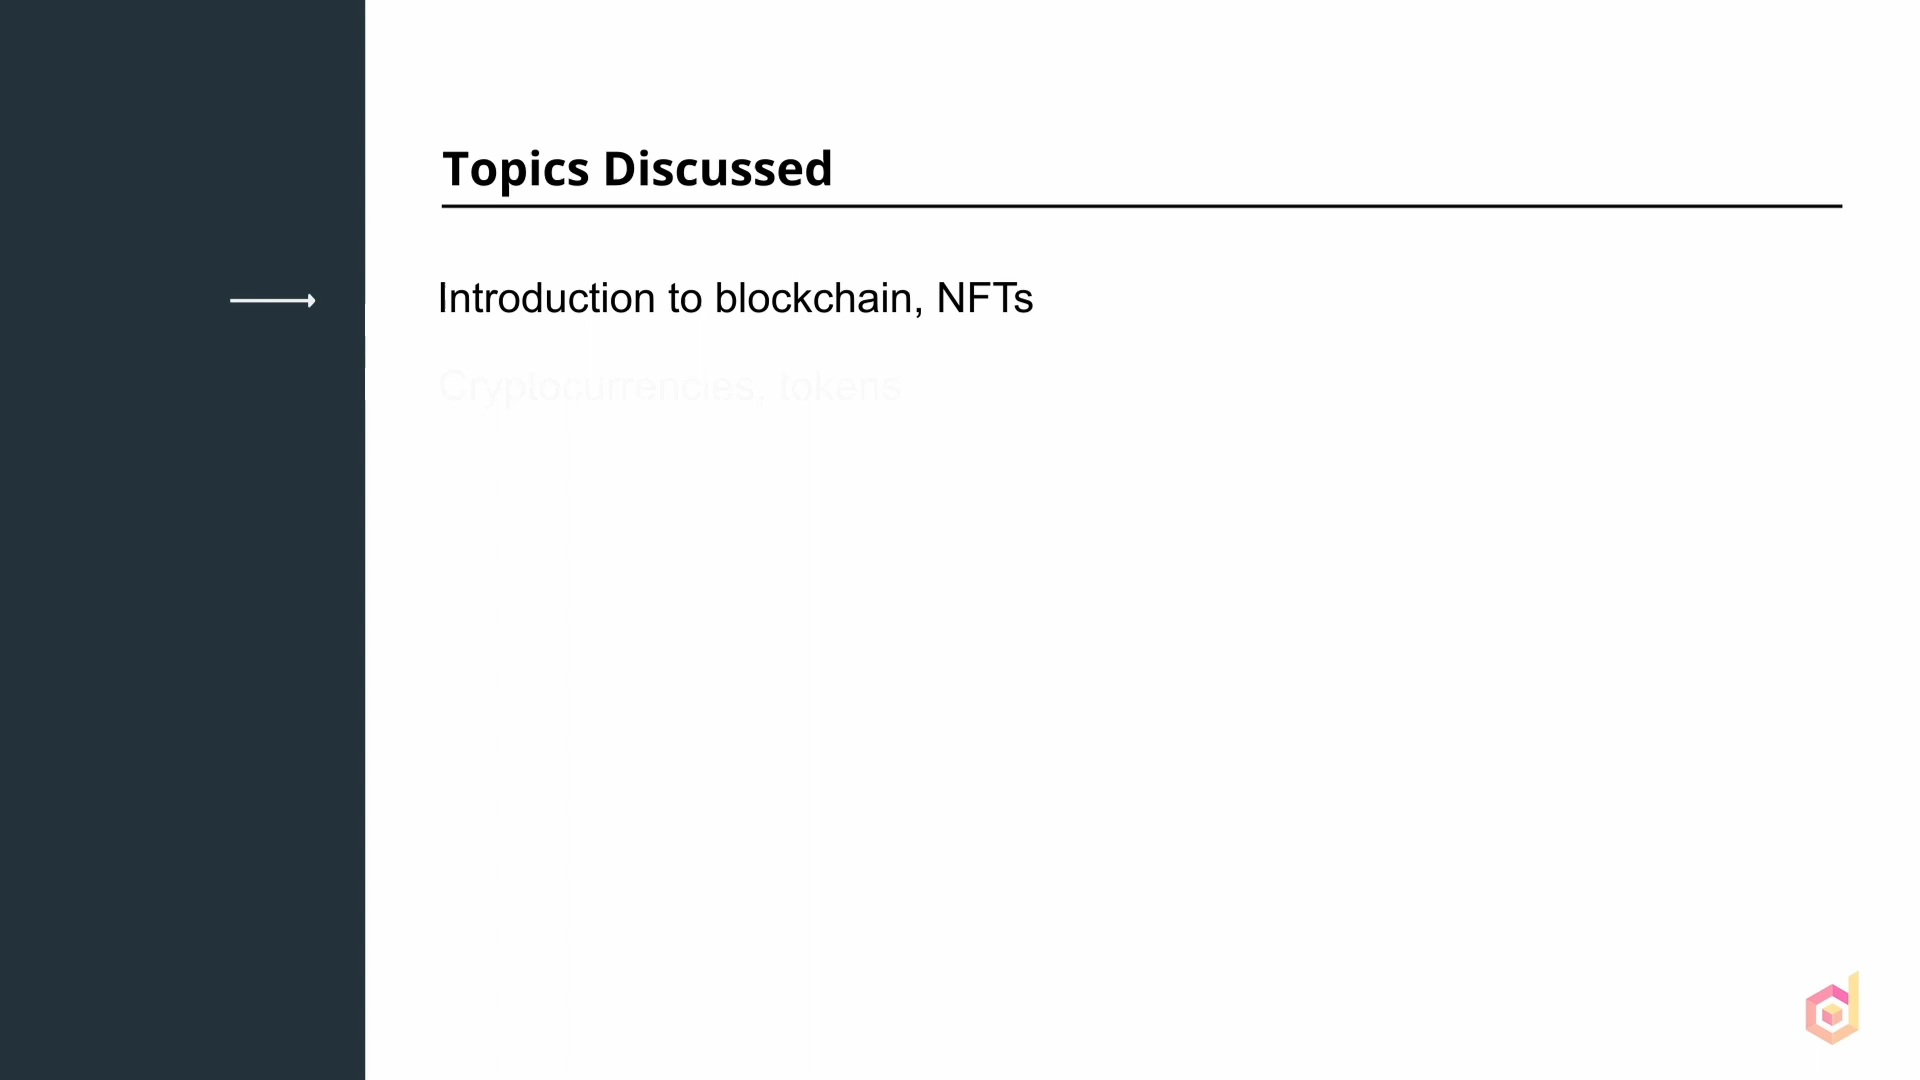 Topics Discussed
Introduction to blockchain, NFTs
Cryptocurrencies, tokens